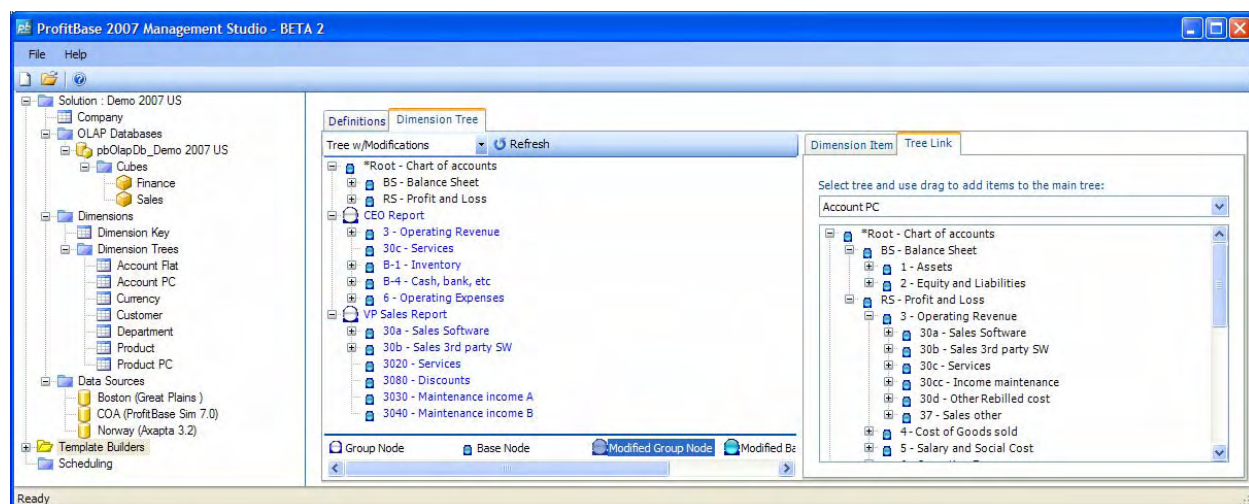 ProfitBase 2007 Management Studio - BETA 2
File Help
Solution : Demo 2007 US
Company
OLAP Databases
pbOlapDb_Demo 2007 US
Cubes
Finance
Sales
Dimensions
Dimension Key
Dimension Trees
Account Flat
Account PC
Currency
Customer
Department
Product
Product PC
Data Sources
Boston (Great Plains )
COA (ProfitBase Sim 7.0)
Norway (Axapta 3.2)
Template Builders
Scheduling
Definitions Dimension Tree
Tree w/Modifications Refresh
*Root - Chart of accounts
BS - Balance Sheet
RS - Profit and Loss
CEO Report
3 - Operating Revenue
30c - Services
B-1 - Inventory
B-4 - Cash, bank, etc
6 - Operating Expenses
VP Sales Report
30a - Sales Software
30b - Sales 3rd party SW
3020 - Services
3080 - Discounts
3030 - Maintenance income A
3040 - Maintenance income B
Group Node Base Node Modified Group Node Modified Ba
Dimension Item Tree Link
Select tree and use drag to add items to the main tree:
Account PC
*Root - Chart of accounts
BS - Balance Sheet
1 - Assets
2 - Equity and Liabilities
RS - Profit and Loss
3 - Operating Revenue
30a - Sales Software
30b - Sales 3rd party SW
30c - Services
30cc - Income maintenance
30d - Other Rebilled cost
37 - Sales other
4 - Cost of Goods sold
5 - Salary and Social Cost
Ready